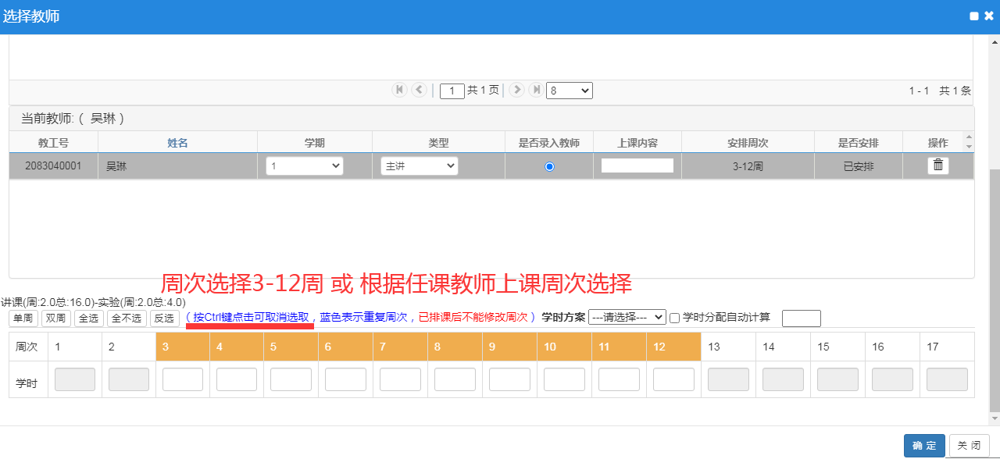 选择教师
1 共 1 页 8 1 - 1 共 1 条
当前教师: ( 吴琳 )
教工号 姓名 学期 类型 是否录入教师 上课内容 安排周次 是否安排 操作
2083040001 吴琳 1 主讲 3-12周 已安排
周次选择3-12周 或 根据任课教师上课周次选择
讲课(周:2.0总:16.0)-实验(周:2.0总:4.0)
单周 双周 全选 全不选 反选 (按Ctrl键点击可取消选取，蓝色表示重复周次，已排课后不能修改周次 ) 学时方案 ---请选择--- 学时分配自动计算
周次 1 2 3 4 5 6 7 8 9 10 11 12 13 14 15 16 17
学时
确 定 关 闭